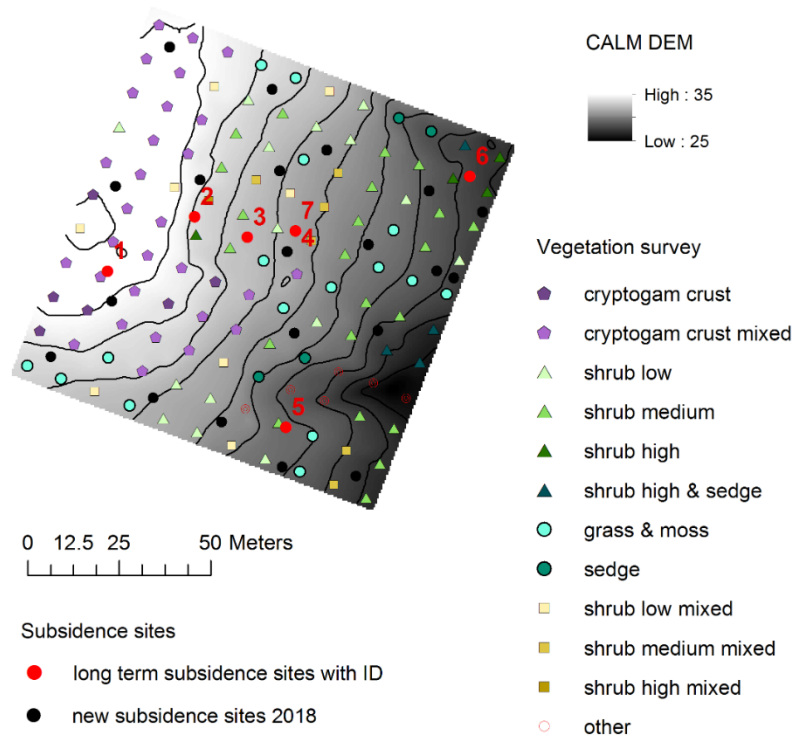 CALM DEM
High : 35
Low : 25
6
2
7
3
4
1
5
Vegetation survey
cryptogam crust
cryptogam crust mixed
shrub low
shrub medium
shrub high
shrub high & sedge
grass & moss
sedge
shrub low mixed
shrub medium mixed
shrub high mixed
other
0 12.5 25 50 Meters
Subsidence sites
long term subsidence sites with ID
new subsidence sites 2018